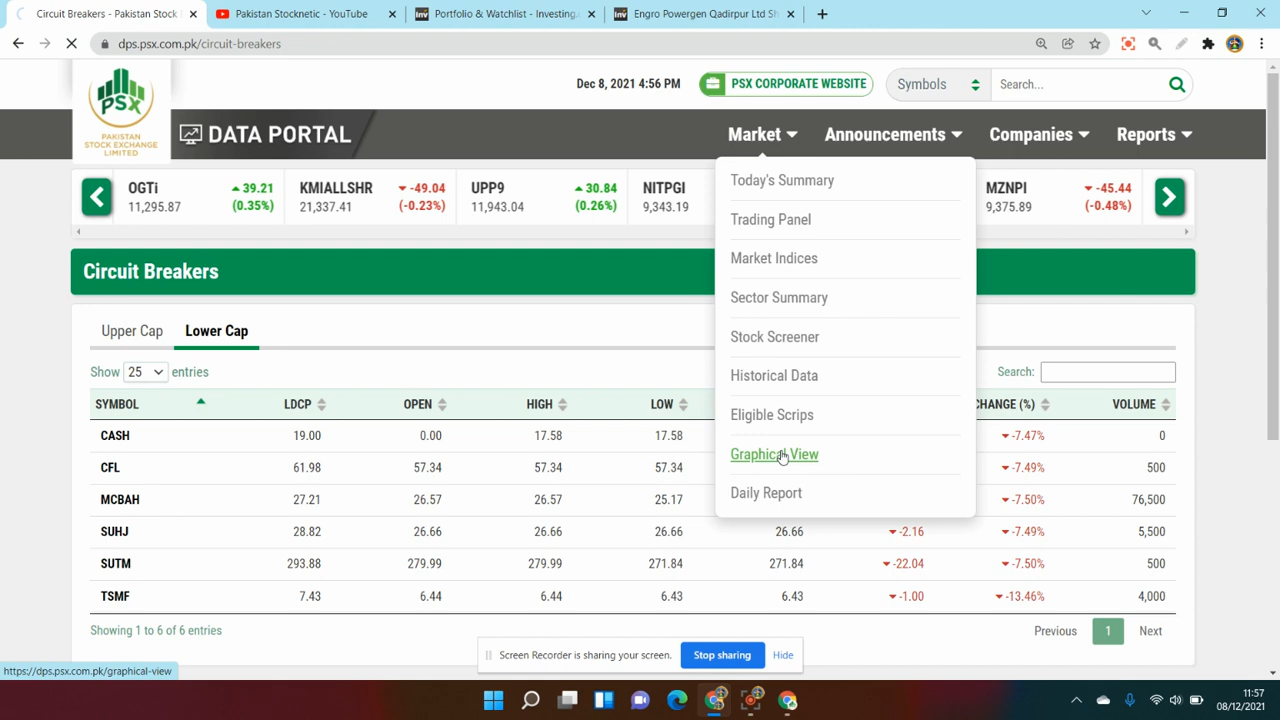 Circuit Breakers - Pakistan Stock E
Pakistan Stocknetic - YouTube
Portfolio & Watchlist - Investing.
Engro Powergen Qadirpur Ltd Sh
dps.psx.com.pk/circuit-breakers
PSX
PAKISTAN
STOCK EXCHANGE
LIMITED
Dec 8, 2021 4:56 PM
PSX CORPORATE WEBSITE
Symbols
Search...
DATA PORTAL
Market
Announcements
Companies
Reports
OGTi 39.21
11,295.87 (0.35%)
KMIALLSHR -49.04
21,337.41 (-0.23%)
UPP9 30.84
11,943.04 (0.26%)
NITPGI
9,343.19
MZNPI -45.44
9,375.89 (-0.48%)
Today's Summary
Trading Panel
Market Indices
Sector Summary
Stock Screener
Historical Data
Eligible Scrips
Graphical View
Daily Report
Circuit Breakers
Upper Cap Lower Cap
Show 25 entries
Search:
SYMBOL LDCP OPEN HIGH LOW CHANGE (%) VOLUME
CASH 19.00 0.00 17.58 17.58 -7.47% 0
CFL 61.98 57.34 57.34 57.34 -7.49% 500
MCBAH 27.21 26.57 26.57 25.17 -7.50% 76,500
SUHJ 28.82 26.66 26.66 26.66 26.66 -2.16 -7.49% 5,500
SUTM 293.88 279.99 279.99 271.84 271.84 -22.04 -7.50% 500
TSMF 7.43 6.44 6.44 6.43 6.43 -1.00 -13.46% 4,000
Showing 1 to 6 of 6 entries
Previous 1 Next
Screen Recorder is sharing your screen. Stop sharing Hide
https://dps.psx.com.pk/graphical-view
11:57
08/12/2021